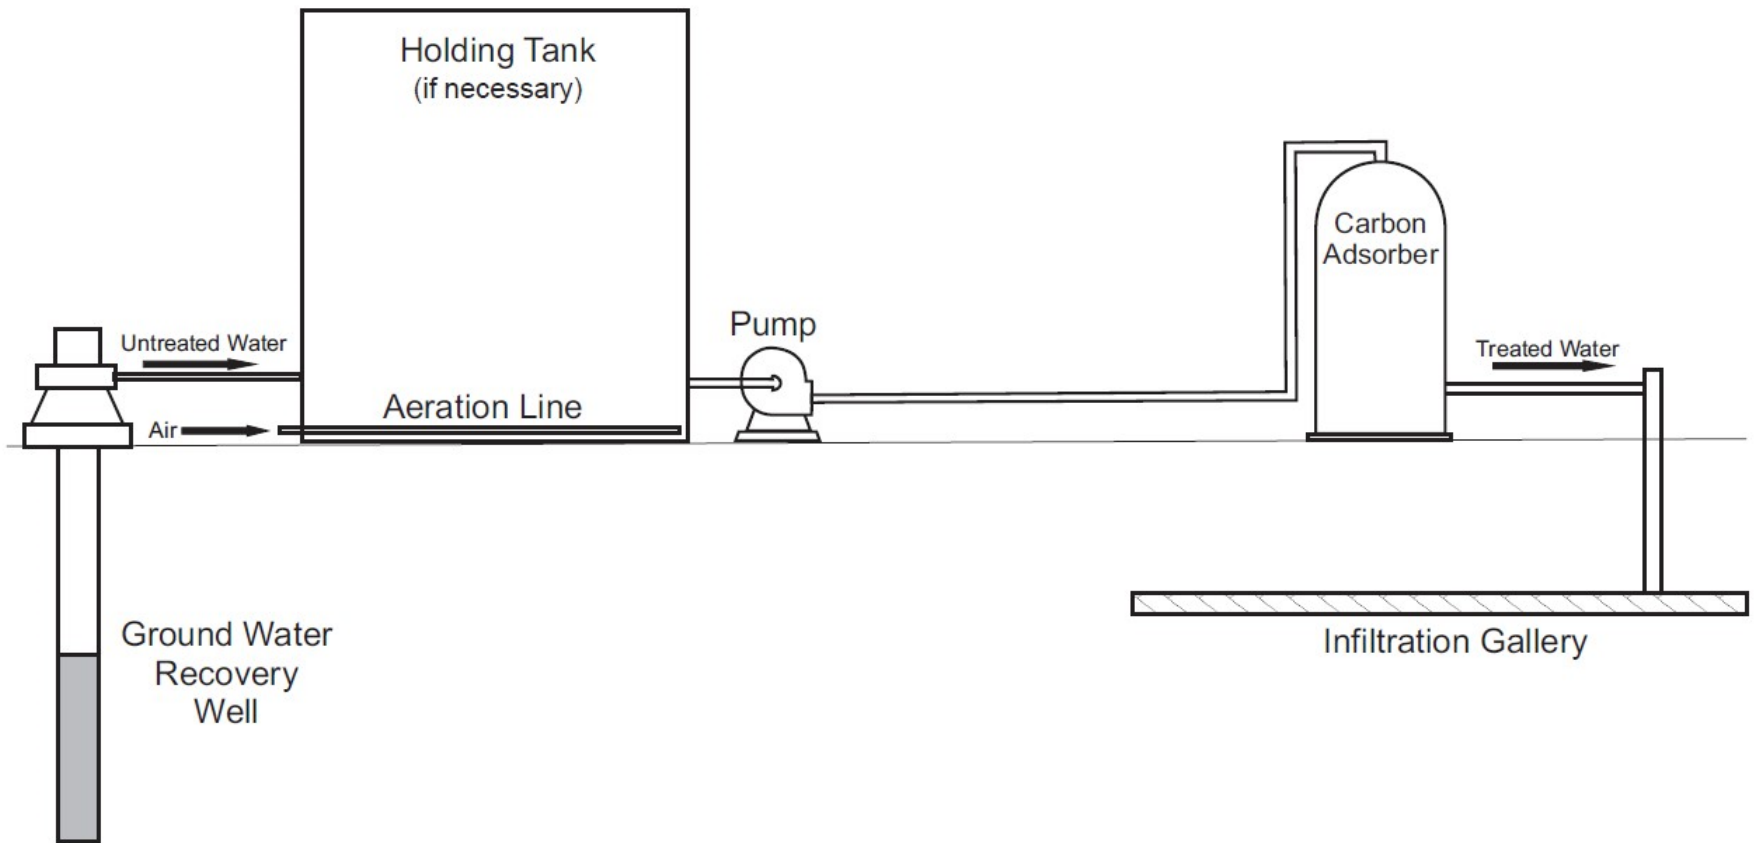 Holding Tank
(if necessary)
Carbon
Adsorber
Pump
Untreated Water
Treated Water
Aeration Line
Air
Ground Water
Recovery
Well
Infiltration Gallery